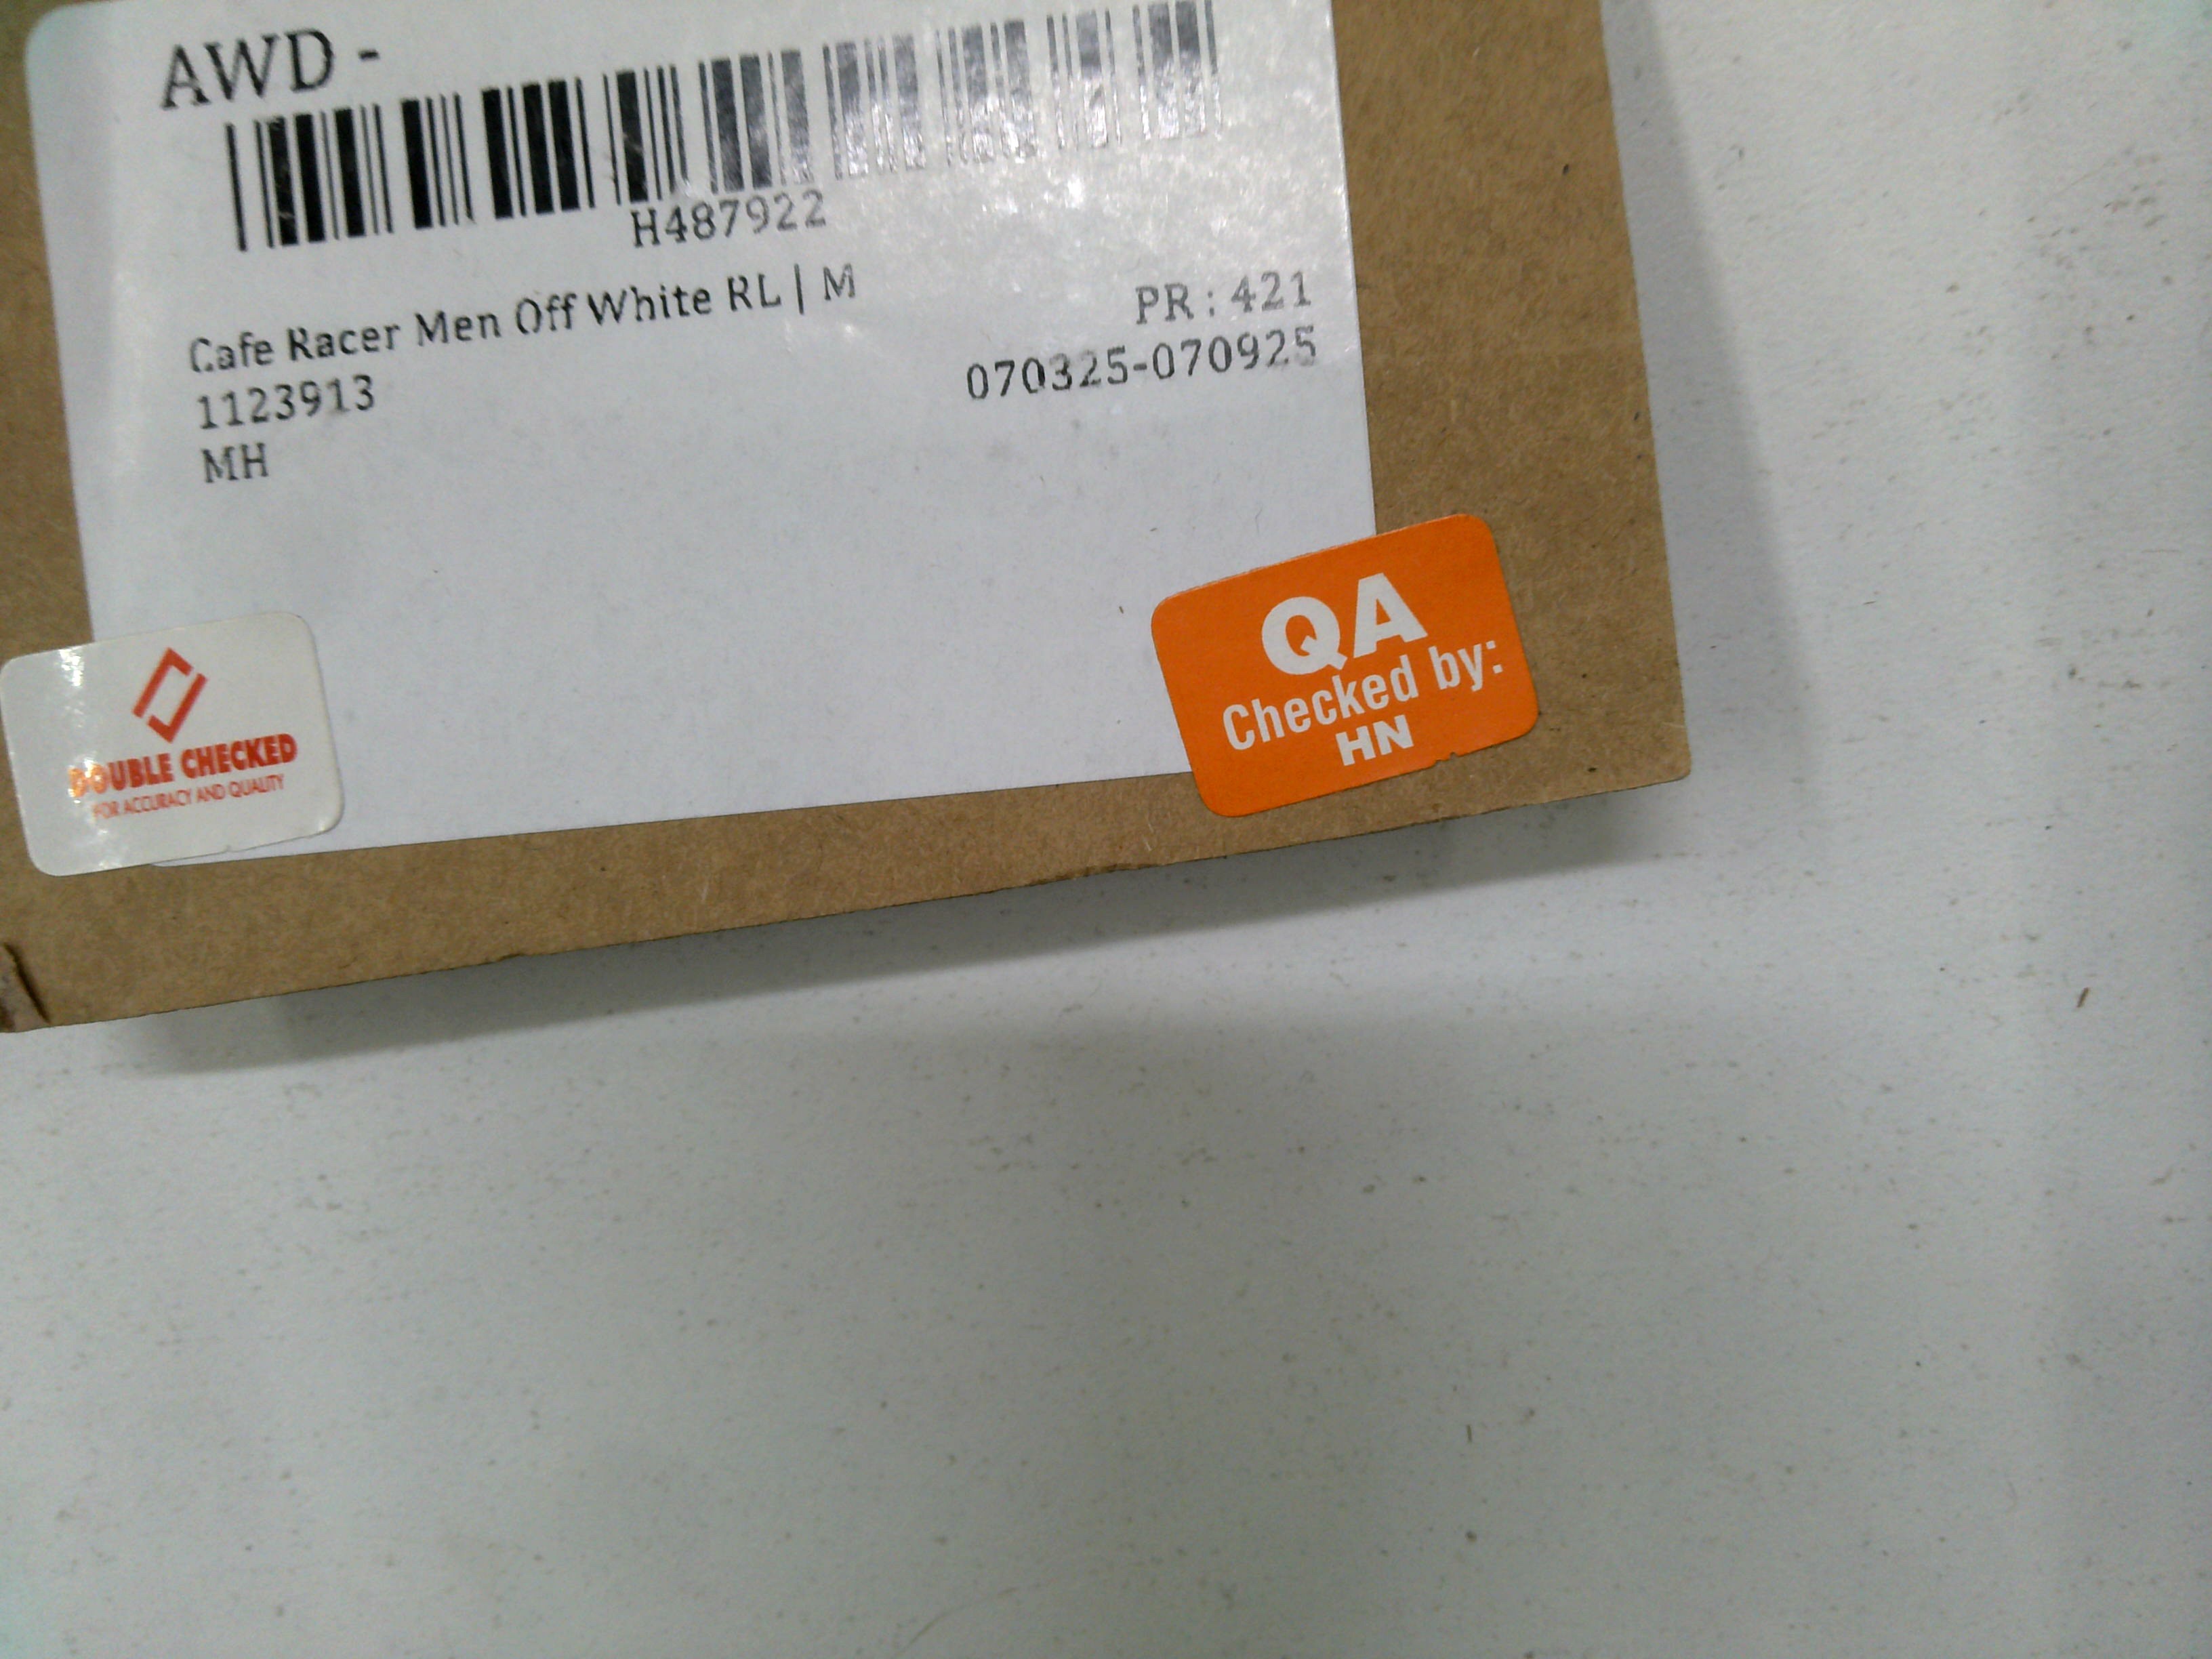 AWD -
H487922
Cafe Racer Men Off White RL | M
PR : 421
1123913
070325-070925
MH
QA
Checked by:
HN
DOUBLE CHECKED
FOR ACCURACY AND QUALITY